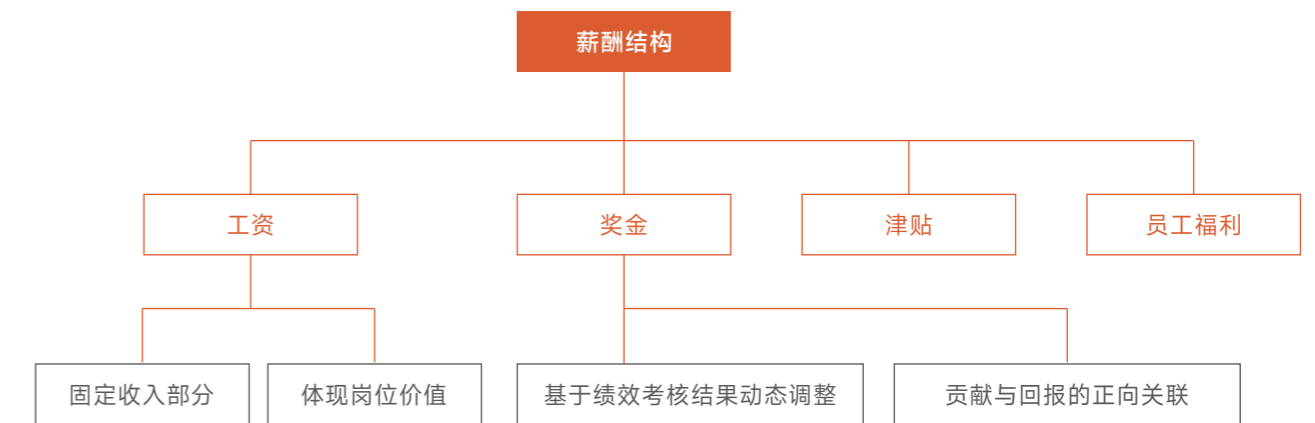 薪酬结构
工资
奖金
津贴
员工福利
固定收入部分
体现岗位价值
基于绩效考核结果动态调整
贡献与回报的正向关联